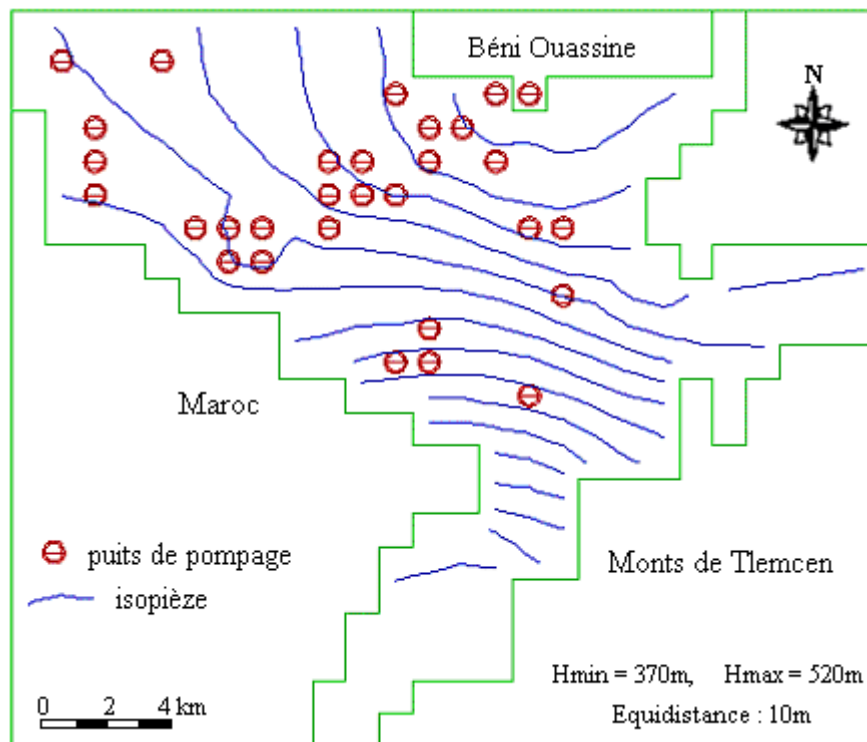 Béni Ouassine
N
Maroc
puits de pompage
isopièze
Monts de Tlemcen
Hmin = 370m, Hmax = 520m
Equidistance : 10m
0 2 4 km